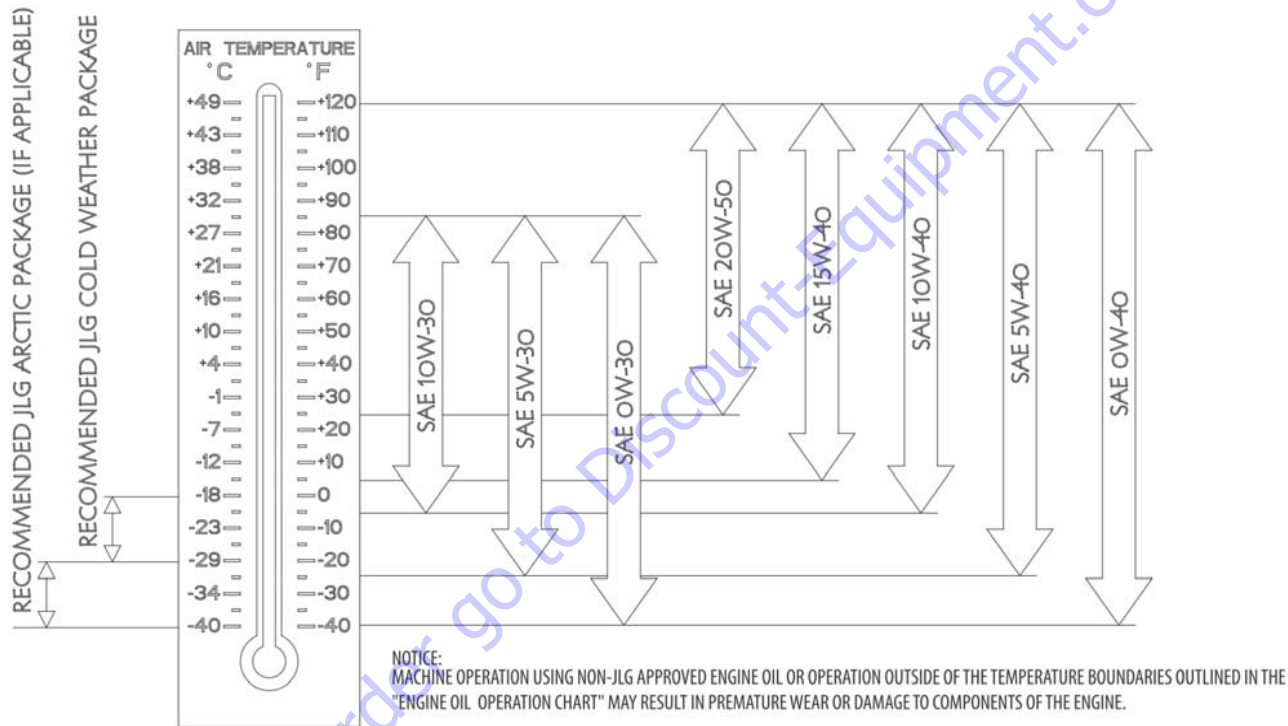 RECOMMENDED JLG ARCTIC PACKAGE (IF APPLICABLE)
RECOMMENDED JLG COLD WEATHER PACKAGE
AIR TEMPERATURE
°C °F
+49 +120
+43 +110
+38 +100
+32 +90
+27 +80
+21 +70
+16 +60
+10 +50
+4 +40
-1 +30
-7 +20
-12 +10
-18 0
-23 -10
-29 -20
-34 -30
-40 -40
SAE 10W-30
SAE 5W-30
SAE 0W-30
SAE 20W-50
SAE 15W-40
SAE 10W-40
SAE 5W-40
SAE 0W-40
NOTICE:
MACHINE OPERATION USING NON-JLG APPROVED ENGINE OIL OR OPERATION OUTSIDE OF THE TEMPERATURE BOUNDARIES OUTLINED IN THE
"ENGINE OIL OPERATION CHART" MAY RESULT IN PREMATURE WEAR OR DAMAGE TO COMPONENTS OF THE ENGINE.
rder go to Discount-Equipment.c